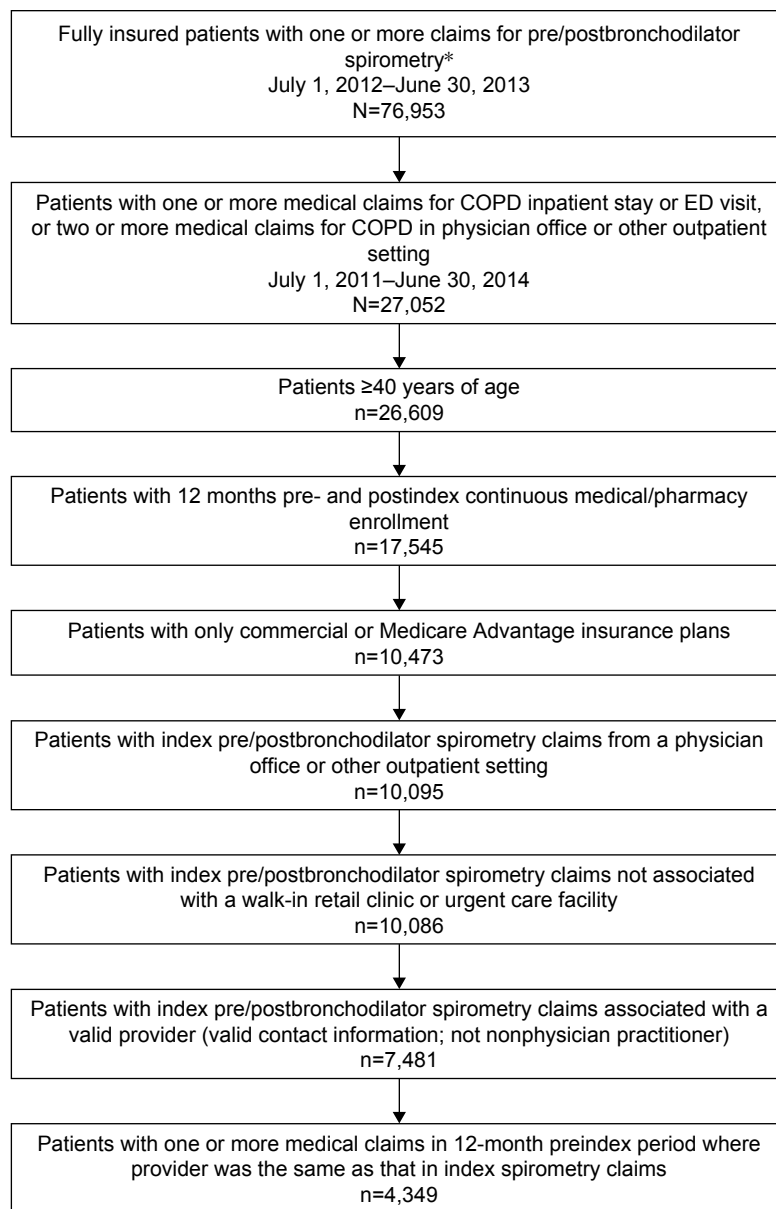 Fully insured patients with one or more claims for pre/postbronchodilator
spirometry*
July 1, 2012–June 30, 2013
N=76,953
Patients with one or more medical claims for COPD inpatient stay or ED visit,
or two or more medical claims for COPD in physician office or other outpatient
setting
July 1, 2011–June 30, 2014
N=27,052
Patients ≥40 years of age
n=26,609
Patients with 12 months pre- and postindex continuous medical/pharmacy
enrollment
n=17,545
Patients with only commercial or Medicare Advantage insurance plans
n=10,473
Patients with index pre/postbronchodilator spirometry claims from a physician
office or other outpatient setting
n=10,095
Patients with index pre/postbronchodilator spirometry claims not associated
with a walk-in retail clinic or urgent care facility
n=10,086
Patients with index pre/postbronchodilator spirometry claims associated with a
valid provider (valid contact information; not nonphysician practitioner)
n=7,481
Patients with one or more medical claims in 12-month preindex period where
provider was the same as that in index spirometry claims
n=4,349